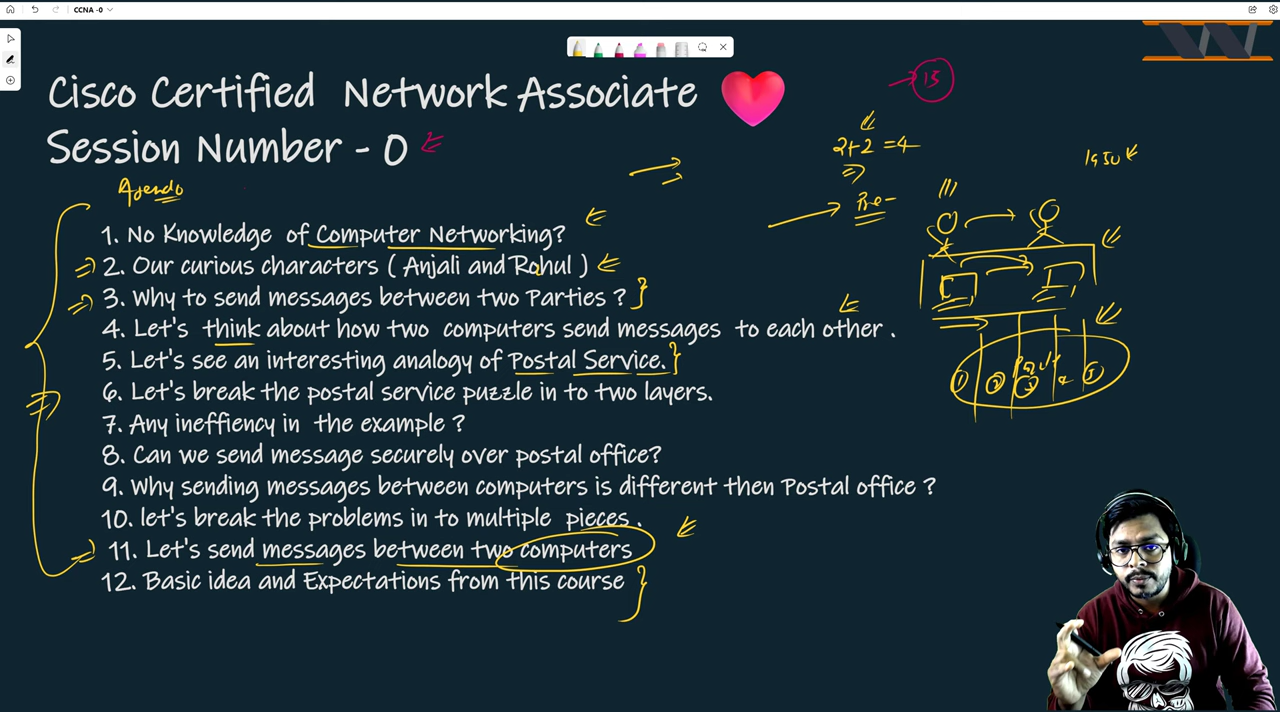 CCNA -0
Cisco Certified Network Associate
Session Number - 0
15
2+2 =4
1950
Pre-
Agenda
1. No Knowledge of Computer Networking?
2. Our curious characters ( Anjali and Rahul )
3. Why to send messages between two Parties ?
4. Let's think about how two computers send messages to each other .
5. Let's see an interesting analogy of Postal Service.
6. Let's break the postal service puzzle in to two layers.
7. Any ineffiency in the example ?
8. Can we send message securely over postal office?
9. Why sending messages between computers is different then Postal office ?
10. let's break the problems in to multiple pieces .
11. Let's send messages between two computers
12. Basic idea and Expectations from this course
1 2 3 4 5